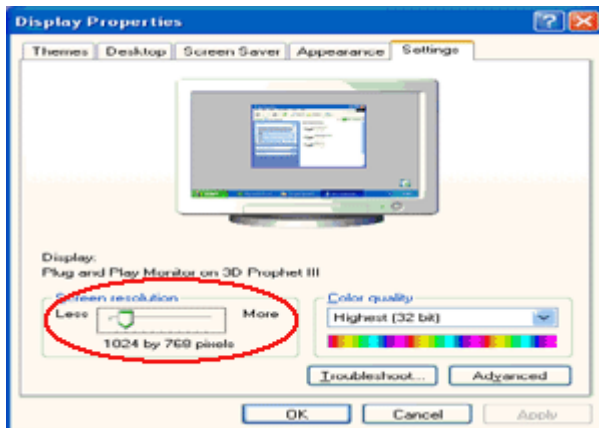 Display Properties
Themes Desktop Screen Saver Appearance Settings
Display:
Plug and Play Monitor on 3D Prophet III
Screen resolution
Less More
1024 by 768 pixels
Color quality
Highest (32 bit)
Troubleshoot... Advanced
OK Cancel Apply